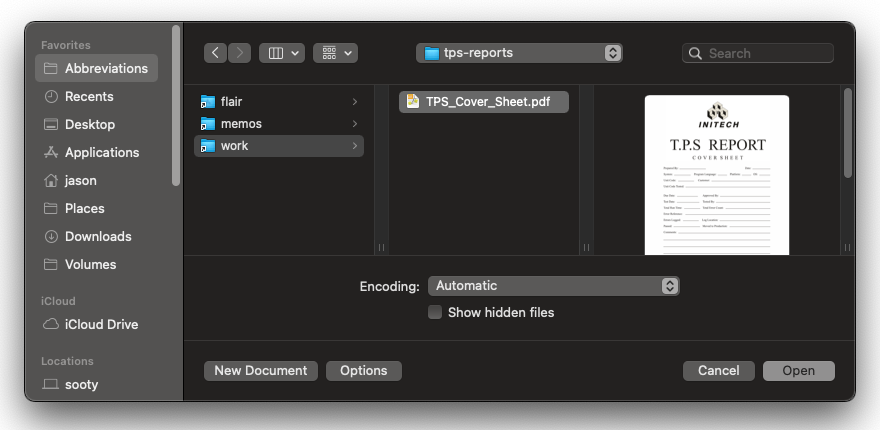 Favorites
Abbreviations
Recents
Desktop
Applications
jason
Places
Downloads
Volumes
iCloud
iCloud Drive
Locations
sooty
tps-reports
Search
flair
memos
work
TPS_Cover_Sheet.pdf
INITECH
T.P.S REPORT
COVER SHEET
Encoding: Automatic
Show hidden files
New Document
Options
Cancel
Open